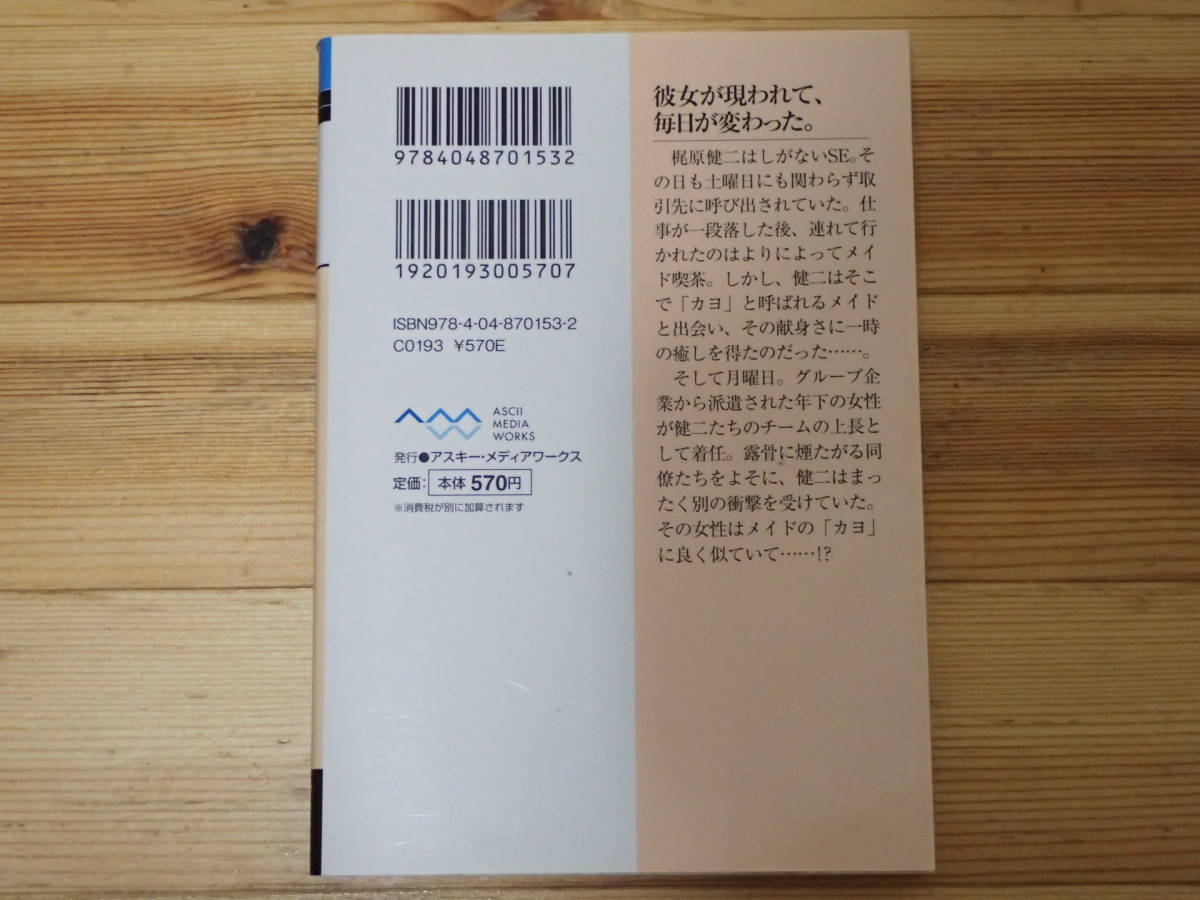 9784048701532
1920193005707
ISBN978-4-04-870153-2
C0193 ¥570E
ASCII
MEDIA
WORKS
発行●アスキー・メディアワークス
定価: 本体570円
※消費税が別に加算されます
彼女が現われて、
毎日が変わった。
梶原健二はしがないSE。そ
の日も土曜日にも関わらず取
引先に呼び出されていた。仕
事が一段落した後、連れて行
かれたのはよりによってメイ
ド喫茶。しかし、健二はそこ
で「カヨ」と呼ばれるメイド
と出会い、その献身さに一時
の癒しを得たのだった……。
そして月曜日。グループ企
業から派遣された年下の女性
が健二たちのチームの上長と
して着任。露骨に煙たがる同
僚たちをよそに、健二はまっ
たく別の衝撃を受けていた。
その女性はメイドの「カヨ」
に良く似ていて……!?